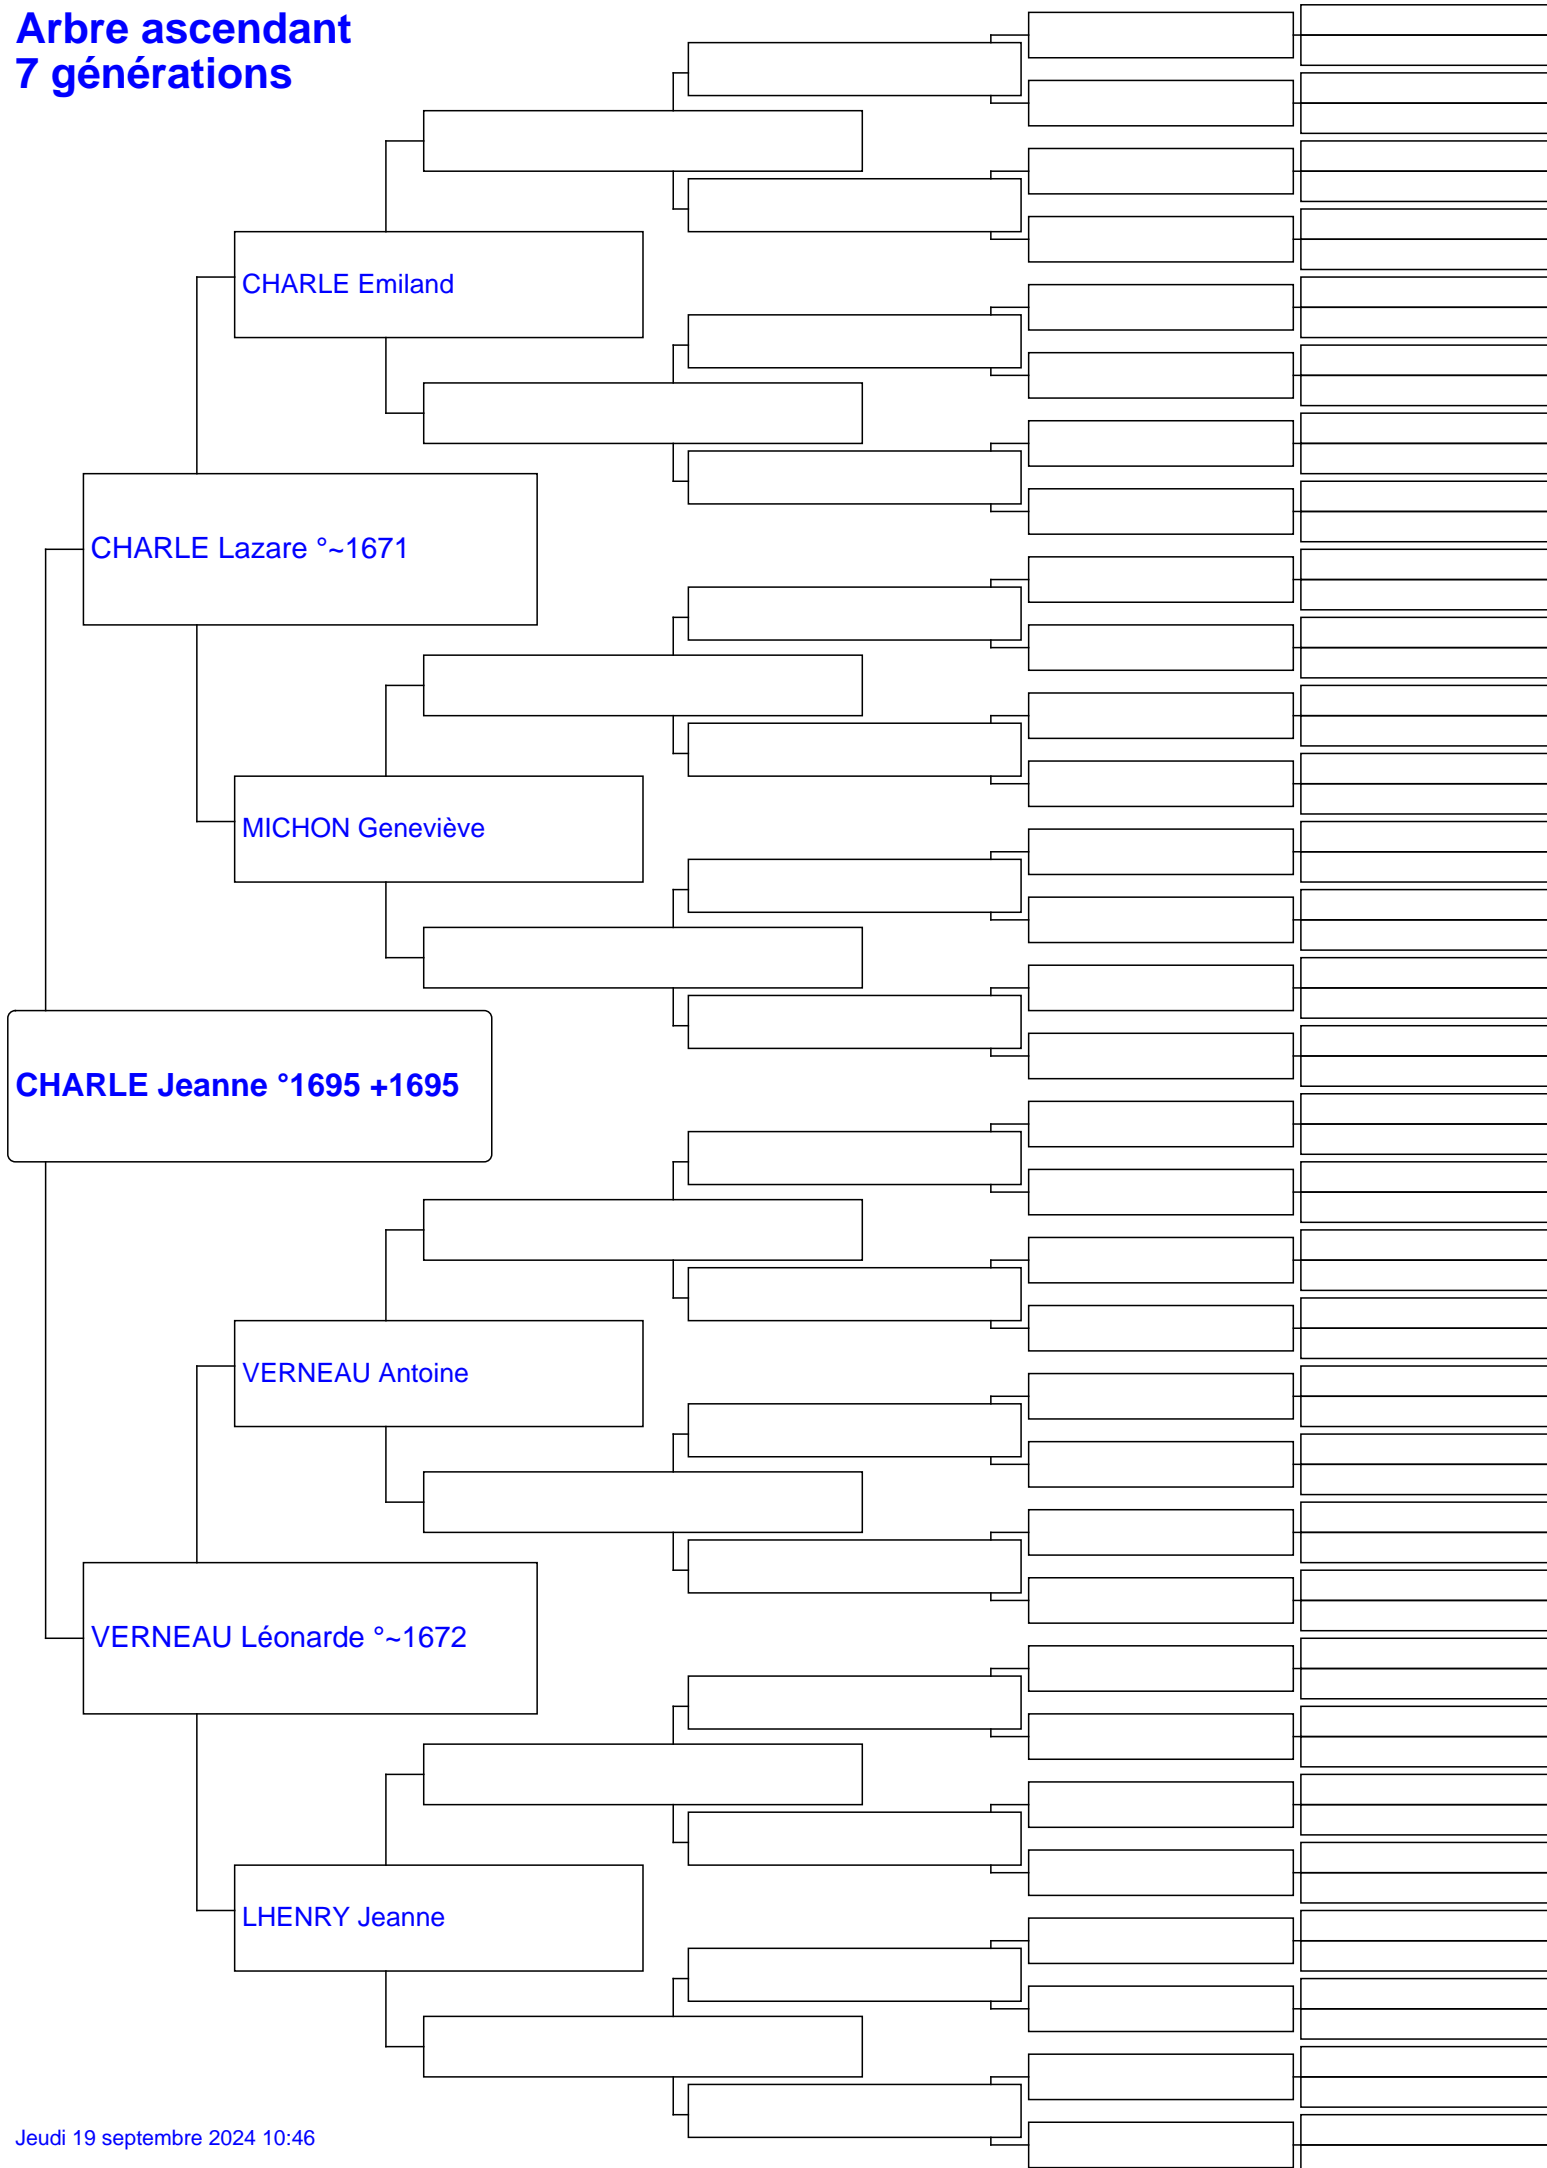 Arbre ascendant
7 générations
CHARLE Emiland
CHARLE Lazare °~1671
MICHON Geneviève
CHARLE Jeanne °1695 +1695
VERNEAU Antoine
VERNEAU Léonarde °~1672
LHENRY Jeanne
Jeudi 19 septembre 2024 10:46